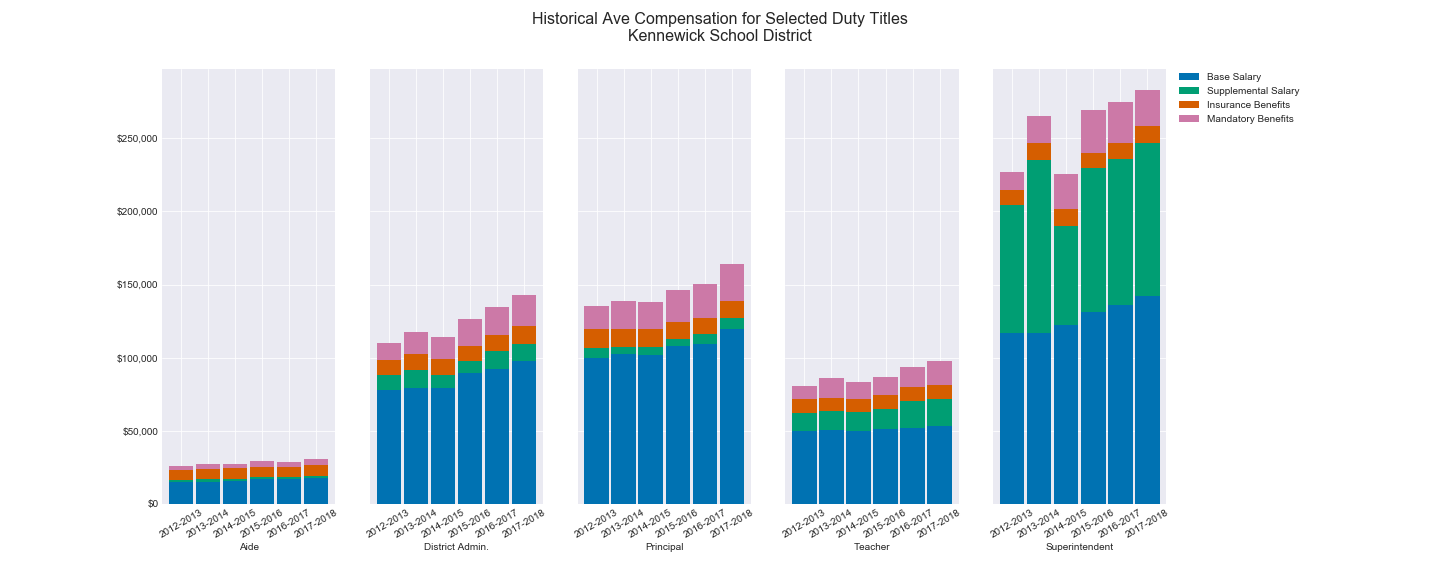 Historical Ave Compensation for Selected Duty Titles
Kennewick School District
Base Salary
Supplemental Salary
Insurance Benefits
Mandatory Benefits
$250,000
$200,000
$150,000
$100,000
$50,000
$0
2012-2013 2013-2014 2014-2015 2015-2016 2016-2017 2017-2018
Aide
2012-2013 2013-2014 2014-2015 2015-2016 2016-2017 2017-2018
District Admin.
2012-2013 2013-2014 2014-2015 2015-2016 2016-2017 2017-2018
Principal
2012-2013 2013-2014 2014-2015 2015-2016 2016-2017 2017-2018
Teacher
2012-2013 2013-2014 2014-2015 2015-2016 2016-2017 2017-2018
Superintendent